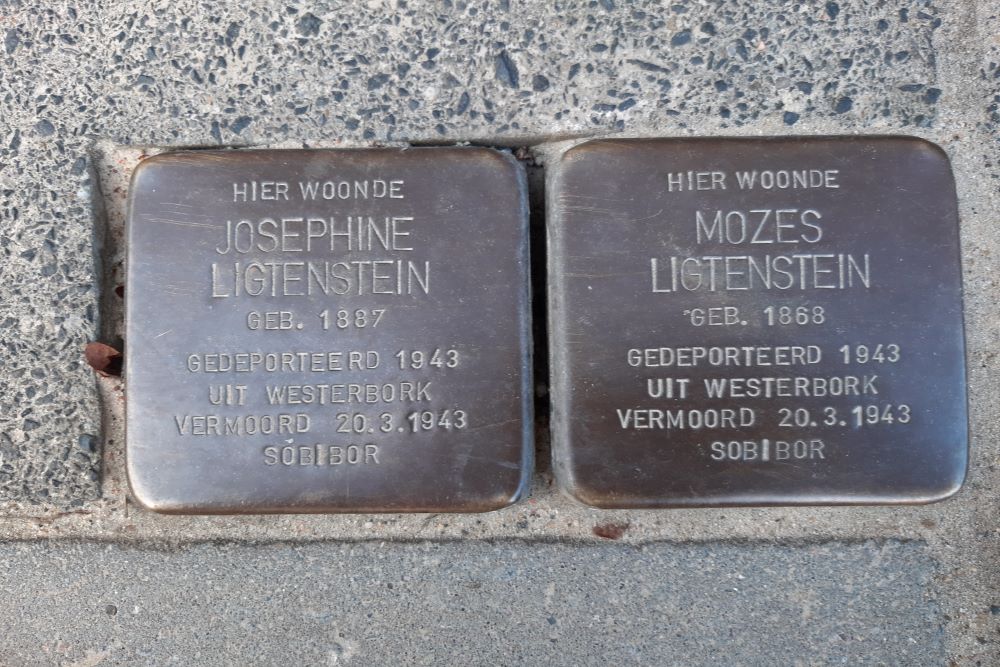 HIER WOONDE
JOSEPHINE
LIGTENSTEIN
GEB. 1887
GEDEPORTEERD 1943
UIT WESTERBORK
VERMOORD 20.3.1943
SOBIBOR
HIER WOONDE
MOZES
LIGTENSTEIN
GEB. 1868
GEDEPORTEERD 1943
UIT WESTERBORK
VERMOORD 20.3.1943
SOBIBOR